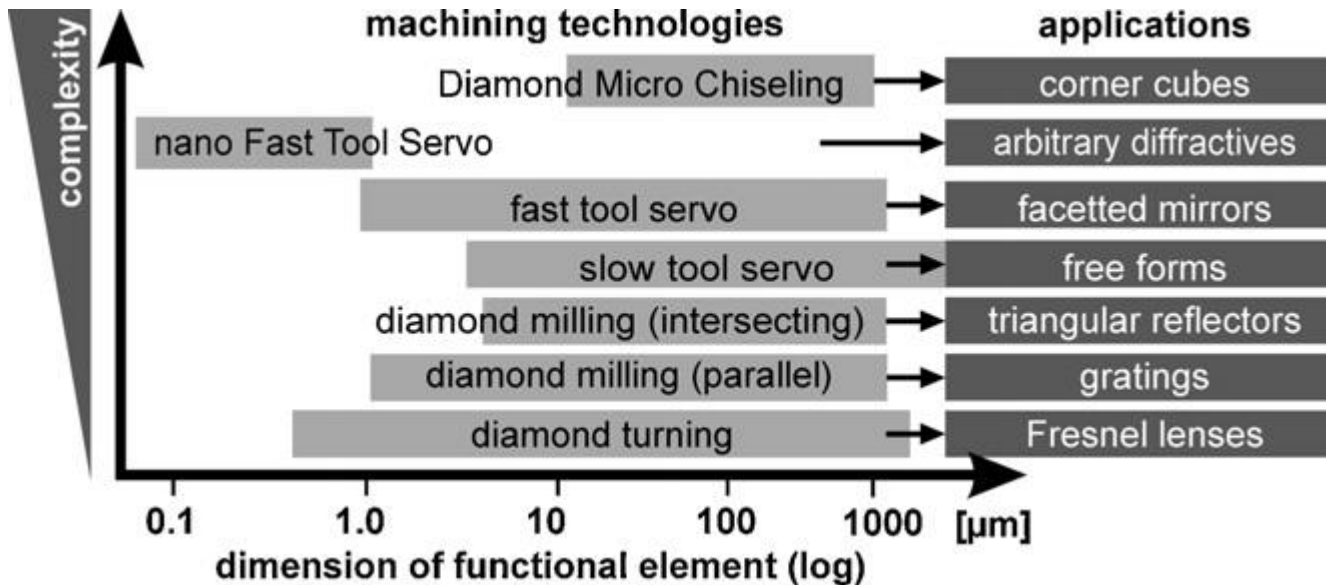 machining technologies applications
complexity
Diamond Micro Chiseling corner cubes
nano Fast Tool Servo arbitrary diffractives
fast tool servo facetted mirrors
slow tool servo free forms
diamond milling (intersecting) triangular reflectors
diamond milling (parallel) gratings
diamond turning Fresnel lenses
0.1 1.0 10 100 1000 [µm]
dimension of functional element (log)